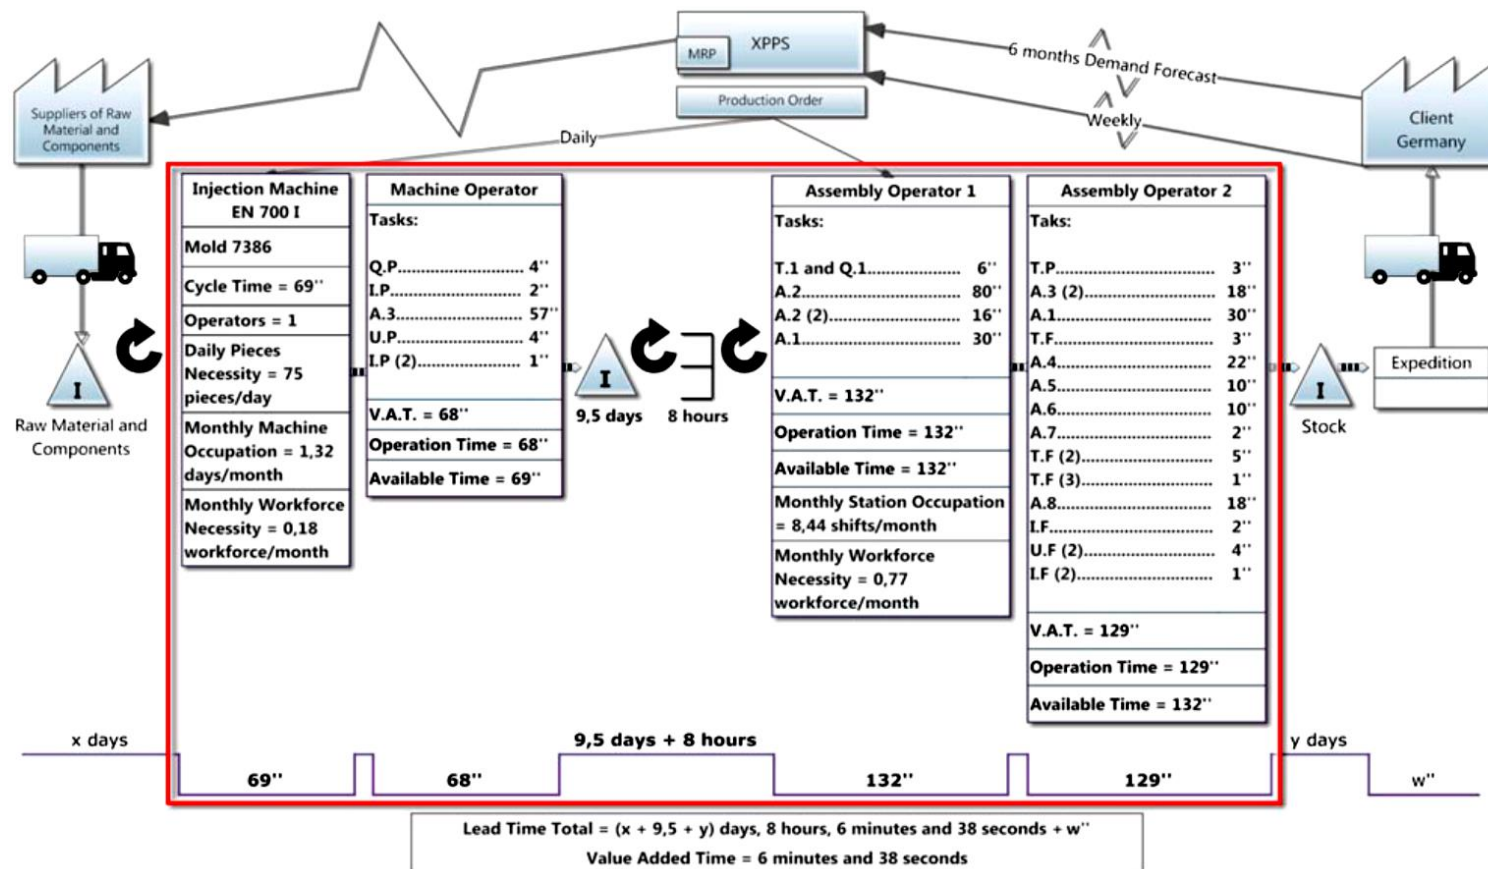 XPPS
MRP
Production Order
6 months Demand Forecast
Weekly
Daily
Suppliers of Raw
Material and
Components
Client
Germany
I
Raw Material and
Components
Injection Machine
EN 700 I
Mold 7386
Cycle Time = 69''
Operators = 1
Daily Pieces
Necessity = 75
pieces/day
Monthly Machine
Occupation = 1,32
days/month
Monthly Workforce
Necessity = 0,18
workforce/month
Machine Operator
Tasks:
Q.P............................ 4''
I.P............................ 2''
A.3............................ 57''
U.P............................ 4''
I.P (2)........................ 1''
V.A.T. = 68''
Operation Time = 68''
Available Time = 69''
I
9,5 days
8 hours
Assembly Operator 1
Tasks:
T.1 and Q.1.................... 6''
A.2............................ 80''
A.2 (2)........................ 16''
A.1............................ 30''
V.A.T. = 132''
Operation Time = 132''
Available Time = 132''
Monthly Station Occupation
= 8,44 shifts/month
Monthly Workforce
Necessity = 0,77
workforce/month
Assembly Operator 2
Taks:
T.P............................ 3''
A.3 (2)........................ 18''
A.1............................ 30''
T.F............................ 3''
A.4............................ 22''
A.5............................ 10''
A.6............................ 10''
A.7............................ 2''
T.F (2)........................ 5''
T.F (3)........................ 1''
A.8............................ 18''
I.F............................ 2''
U.F (2)........................ 4''
I.F (2)........................ 1''
V.A.T. = 129''
Operation Time = 129''
Available Time = 132''
I
Stock
Expedition
x days
69''
68''
9,5 days + 8 hours
132''
129''
y days
w''
Lead Time Total = (x + 9,5 + y) days, 8 hours, 6 minutes and 38 seconds + w''
Value Added Time = 6 minutes and 38 seconds